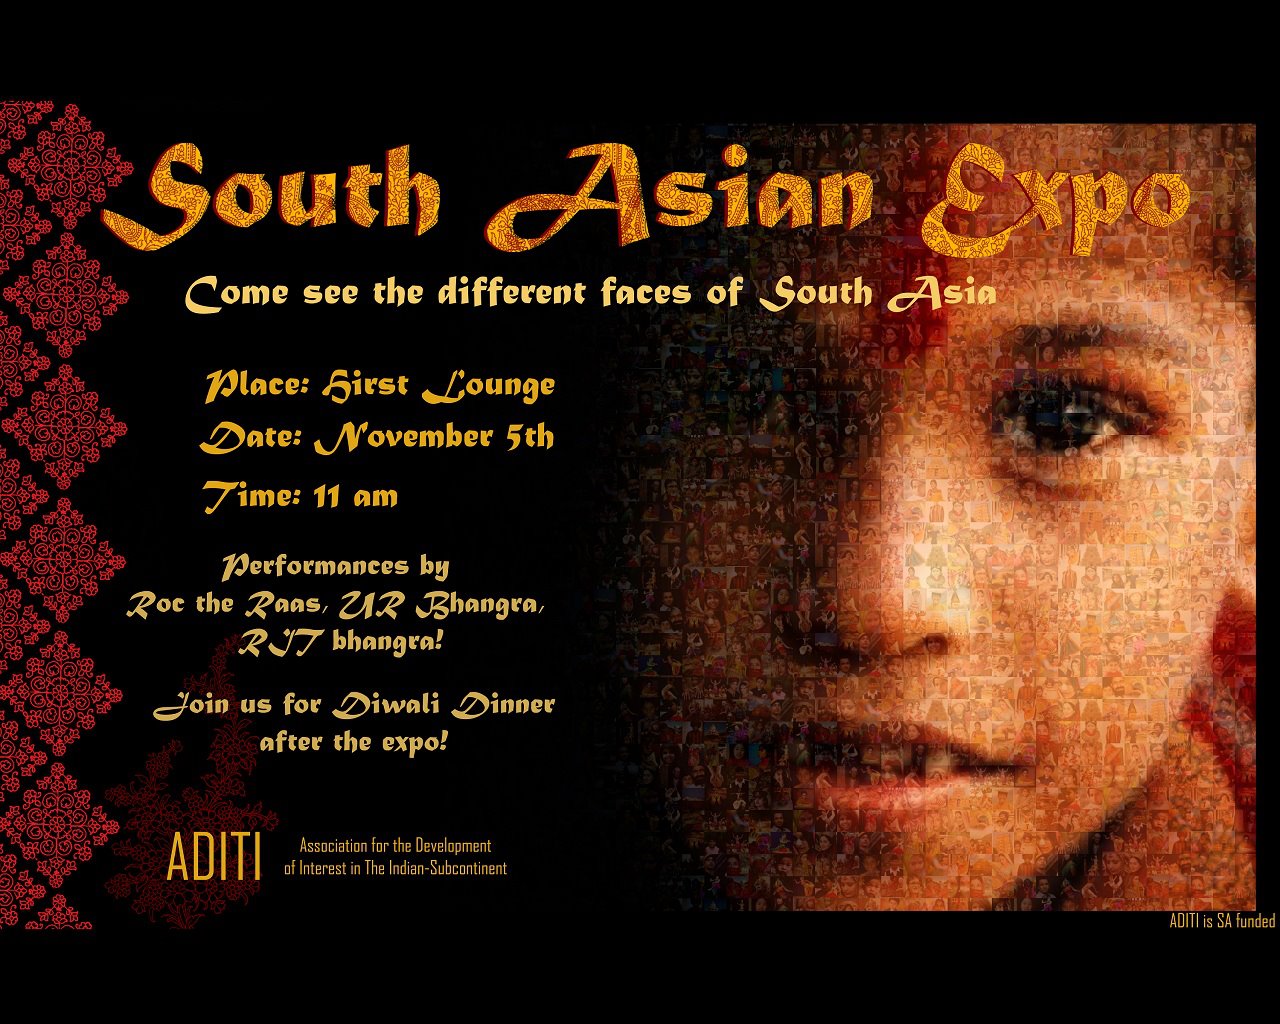 South Asian Expo
Come see the different faces of South Asia
Place: Hirst Lounge
Date: November 5th
Time: 11 am
Performances by
Roc the Raas, UR Bhangra,
RIT bhangra!
Join us for Diwali Dinner
after the expo!
ADITI
Association for the Development
of Interest in The Indian-Subcontinent
ADITI is SA funded